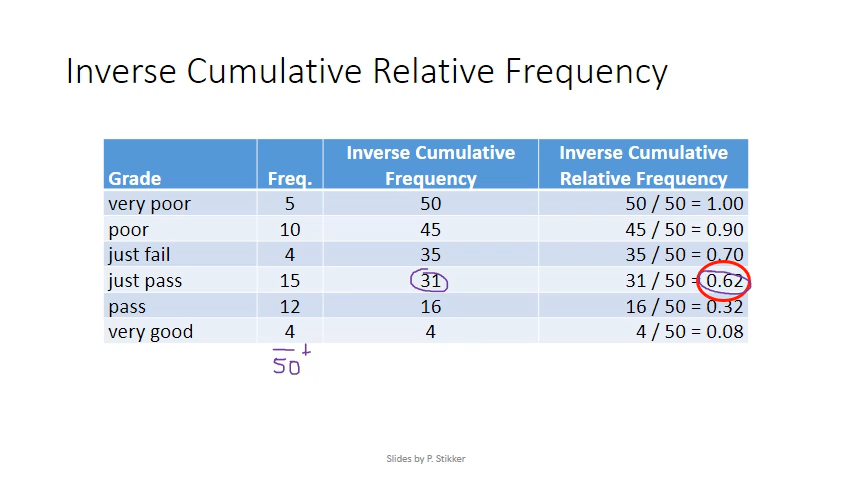 Inverse Cumulative Relative Frequency
Grade Freq. Inverse Cumulative Frequency Inverse Cumulative Relative Frequency
very poor 5 50 50 / 50 = 1.00
poor 10 45 45 / 50 = 0.90
just fail 4 35 35 / 50 = 0.70
just pass 15 31 31 / 50 = 0.62
pass 12 16 16 / 50 = 0.32
very good 4 4 4 / 50 = 0.08
+
50
Slides by P. Stikker